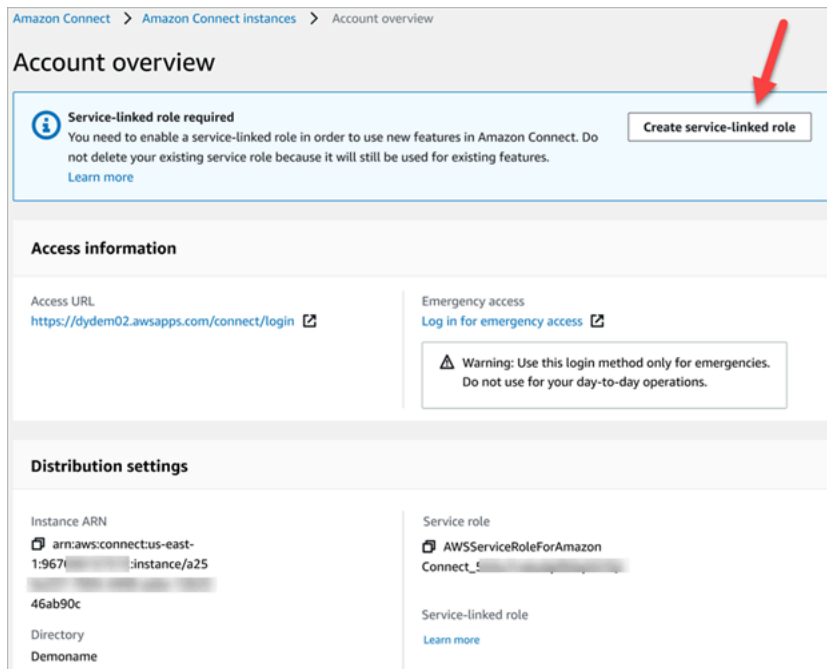 Amazon Connect > Amazon Connect instances > Account overview
Account overview
Service-linked role required
You need to enable a service-linked role in order to use new features in Amazon Connect. Do
not delete your existing service role because it will still be used for existing features.
Learn more
Create service-linked role
Access information
Access URL
https://dydem02.awsapps.com/connect/login
Emergency access
Log in for emergency access
Warning: Use this login method only for emergencies.
Do not use for your day-to-day operations.
Distribution settings
Instance ARN
arn:aws:connect:us-east-
1:967 :instance/a25
46ab90c
Directory
Demoname
Service role
AWSServiceRoleForAmazon
Connect_
Service-linked role
Learn more